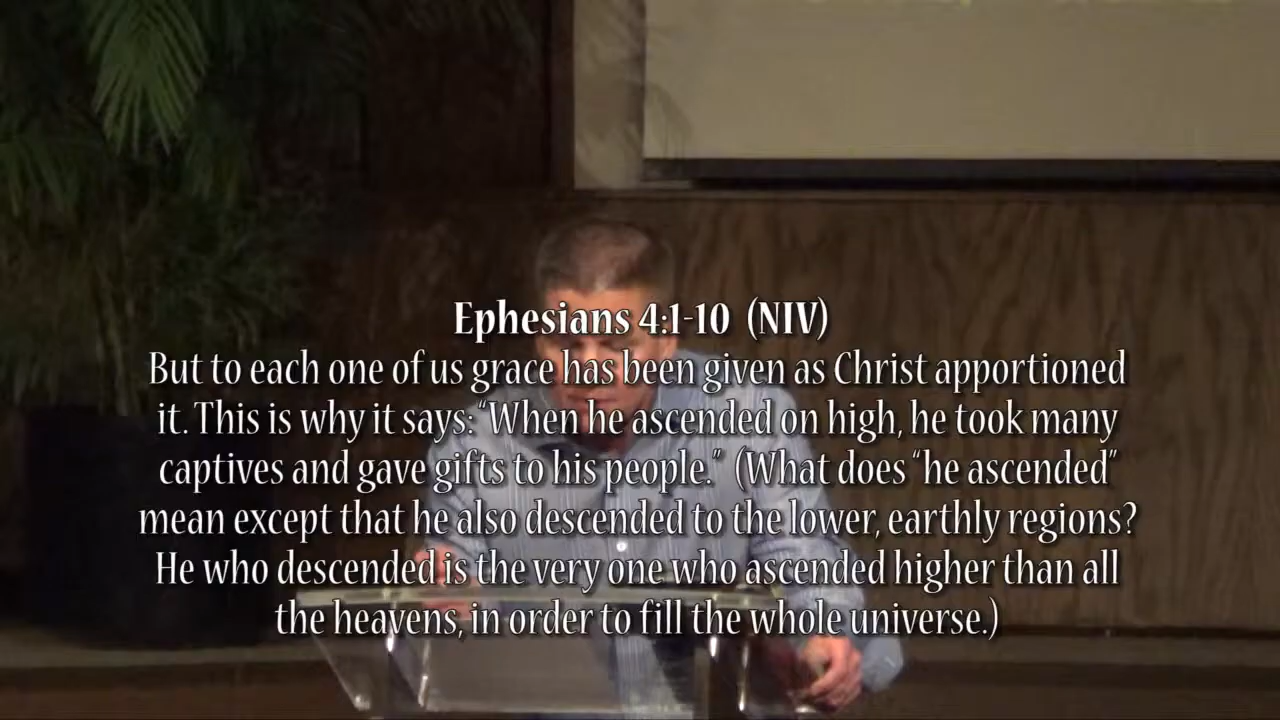 Ephesians 4:1-10 (NIV)
But to each one of us grace has been given as Christ apportioned
it. This is why it says: “When he ascended on high, he took many
captives and gave gifts to his people.” (What does “he ascended”
mean except that he also descended to the lower, earthly regions?
He who descended is the very one who ascended higher than all
the heavens, in order to fill the whole universe.)